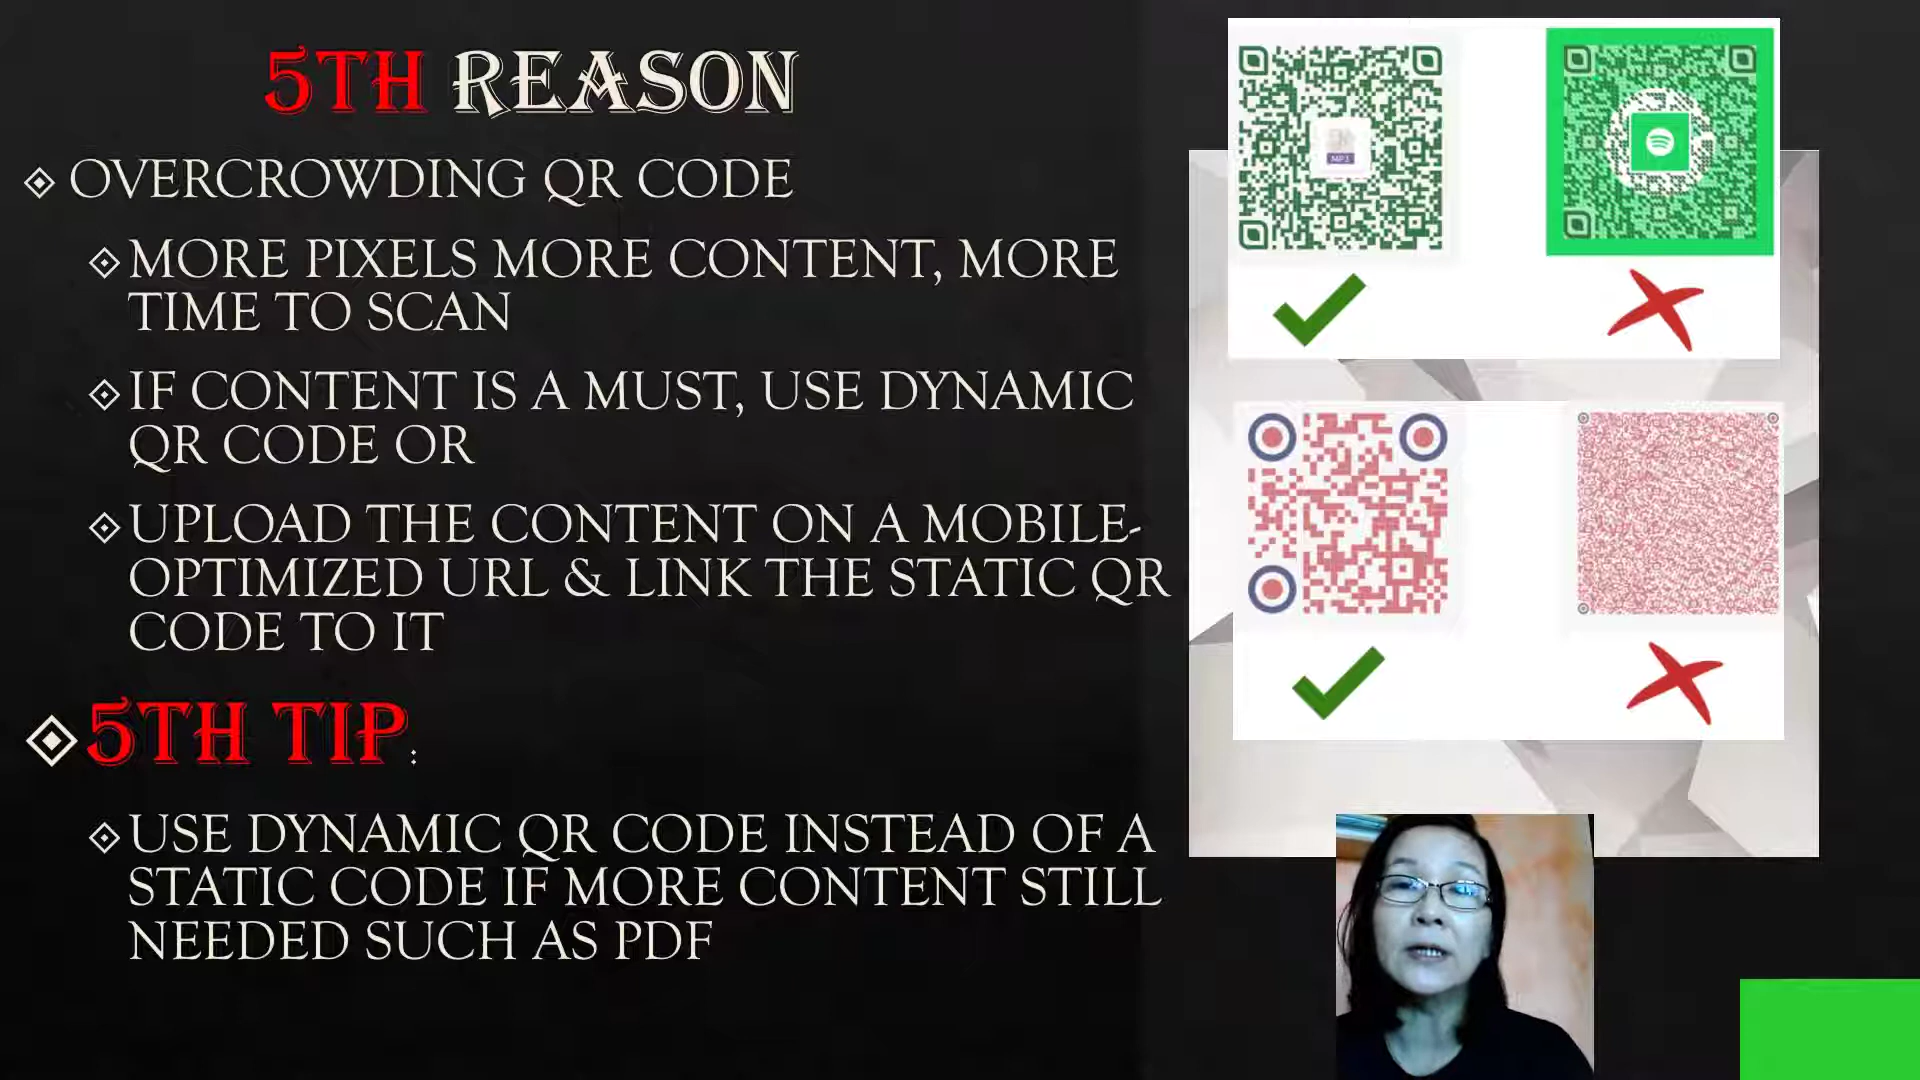 5TH REASON
OVERCROWDING QR CODE
MORE PIXELS MORE CONTENT, MORE
TIME TO SCAN
IF CONTENT IS A MUST, USE DYNAMIC
QR CODE OR
UPLOAD THE CONTENT ON A MOBILE-
OPTIMIZED URL & LINK THE STATIC QR
CODE TO IT
5TH TIP:
USE DYNAMIC QR CODE INSTEAD OF A
STATIC CODE IF MORE CONTENT STILL
NEEDED SUCH AS PDF
MP3